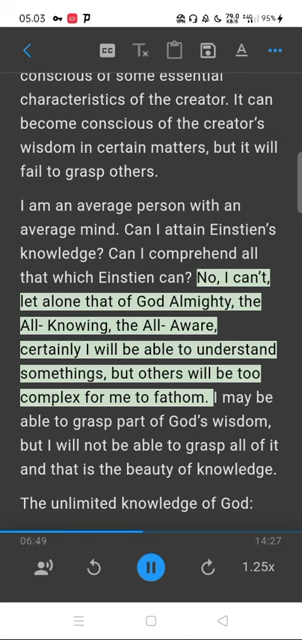 05.03
79.0 KB/S
4G
95%
CC
conscious of some essential
characteristics of the creator. It can
become conscious of the creator's
wisdom in certain matters, but it will
fail to grasp others.
I am an average person with an
average mind. Can I attain Einstien's
knowledge? Can I comprehend all
that which Einstien can? No, I can't,
let alone that of God Almighty, the
All- Knowing, the All- Aware,
certainly I will be able to understand
somethings, but others will be too
complex for me to fathom. I may be
able to grasp part of God's wisdom,
but I will not be able to grasp all of it
and that is the beauty of knowledge.
The unlimited knowledge of God:
06:49
14:27
1.25x